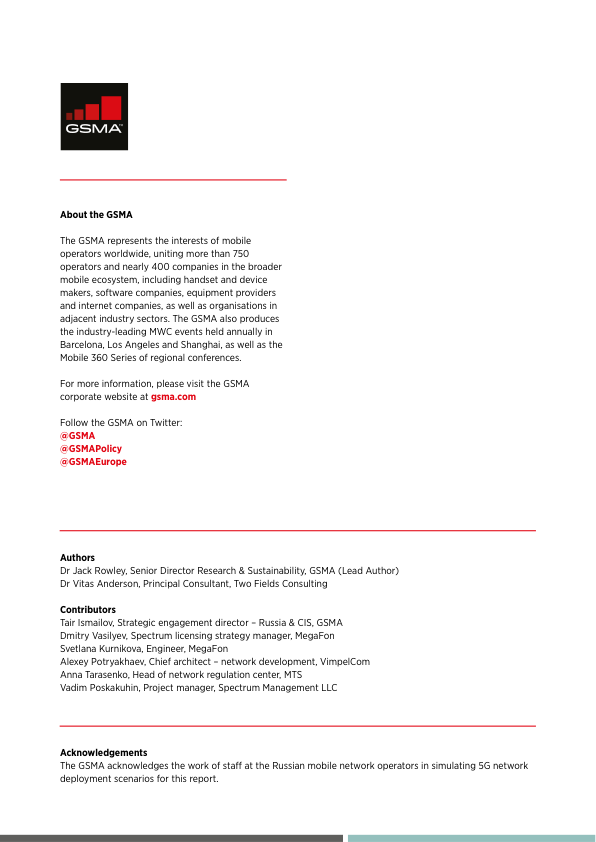 GSMA™
About the GSMA
The GSMA represents the interests of mobile
operators worldwide, uniting more than 750
operators and nearly 400 companies in the broader
mobile ecosystem, including handset and device
makers, software companies, equipment providers
and internet companies, as well as organisations in
adjacent industry sectors. The GSMA also produces
the industry-leading MWC events held annually in
Barcelona, Los Angeles and Shanghai, as well as the
Mobile 360 Series of regional conferences.
For more information, please visit the GSMA
corporate website at gsma.com
Follow the GSMA on Twitter:
@GSMA
@GSMAPolicy
@GSMAEurope
Authors
Dr Jack Rowley, Senior Director Research & Sustainability, GSMA (Lead Author)
Dr Vitas Anderson, Principal Consultant, Two Fields Consulting
Contributors
Tair Ismailov, Strategic engagement director – Russia & CIS, GSMA
Dmitry Vasilyev, Spectrum licensing strategy manager, MegaFon
Svetlana Kurnikova, Engineer, MegaFon
Alexey Potryakhaev, Chief architect – network development, VimpelCom
Anna Tarasenko, Head of network regulation center, MTS
Vadim Poskakuhin, Project manager, Spectrum Management LLC
Acknowledgements
The GSMA acknowledges the work of staff at the Russian mobile network operators in simulating 5G network
deployment scenarios for this report.